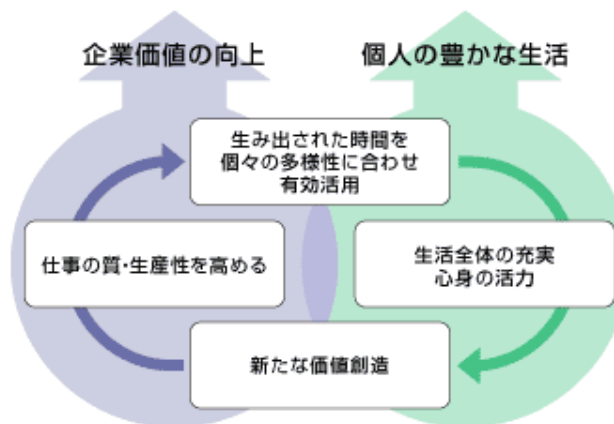 企業価値の向上
個人の豊かな生活
生み出された時間を
個々の多様性に合わせ
有効活用
仕事の質・生産性を高める
生活全体の充実
心身の活力
新たな価値創造